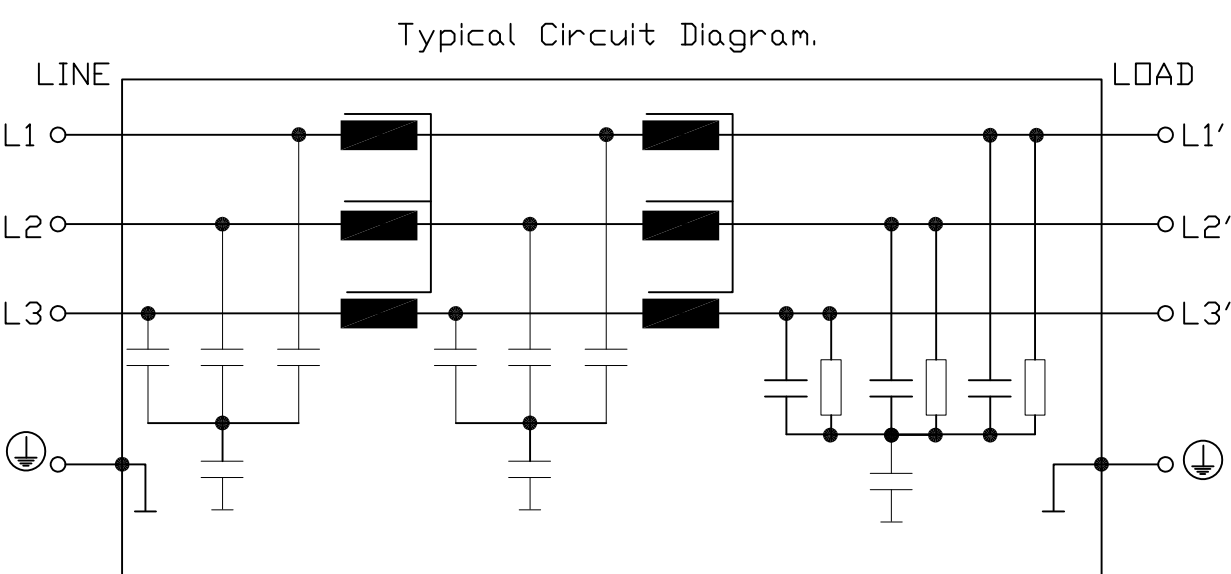 Typical Circuit Diagram.
LINE
LOAD
L1
L1'
L2
L2'
L3
L3'